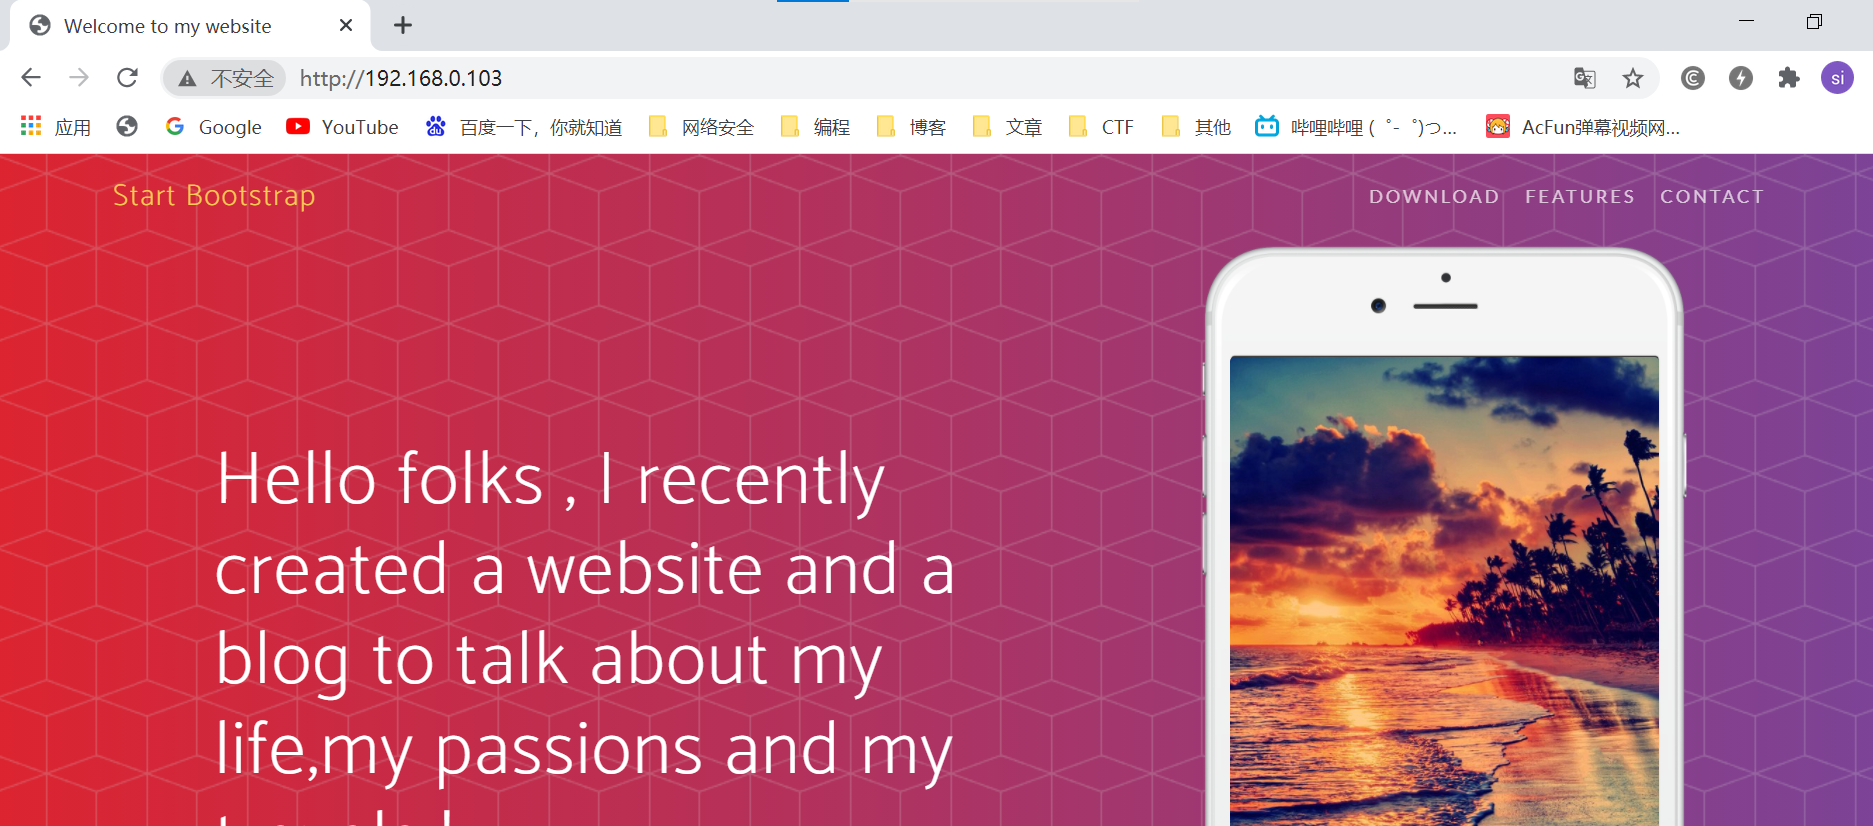 Welcome to my website
不安全 http://192.168.0.103
si
应用 Google YouTube 百度一下，你就知道 网络安全 编程 博客 文章 CTF 其他 哔哩哔哩 (゜-゜)つ... AcFun弹幕视频网...
Start Bootstrap DOWNLOAD FEATURES CONTACT
Hello folks , I recently
created a website and a
blog to talk about my
life,my passions and my